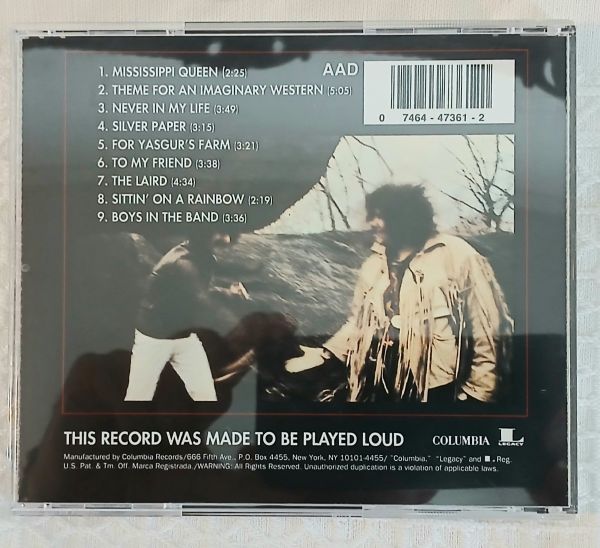 1. MISSISSIPPI QUEEN (2:25)
2. THEME FOR AN IMAGINARY WESTERN (5:05)
3. NEVER IN MY LIFE (3:49)
4. SILVER PAPER (3:15)
5. FOR YASGUR'S FARM (3:21)
6. TO MY FRIEND (3:38)
7. THE LAIRD (4:34)
8. SITTIN' ON A RAINBOW (2:19)
9. BOYS IN THE BAND (3:36)
AAD
0 7464-47361-2
THIS RECORD WAS MADE TO BE PLAYED LOUD
COLUMBIA
L
LEGACY
Manufactured by Columbia Records/666 Fifth Ave., P.O. Box 4455, New York, NY 10101-4455/ "Columbia," "Legacy" and L Reg.
U.S. Pat. & Tm. Off. Marca Registrada./WARNING: All Rights Reserved. Unauthorized duplication is a violation of applicable laws.